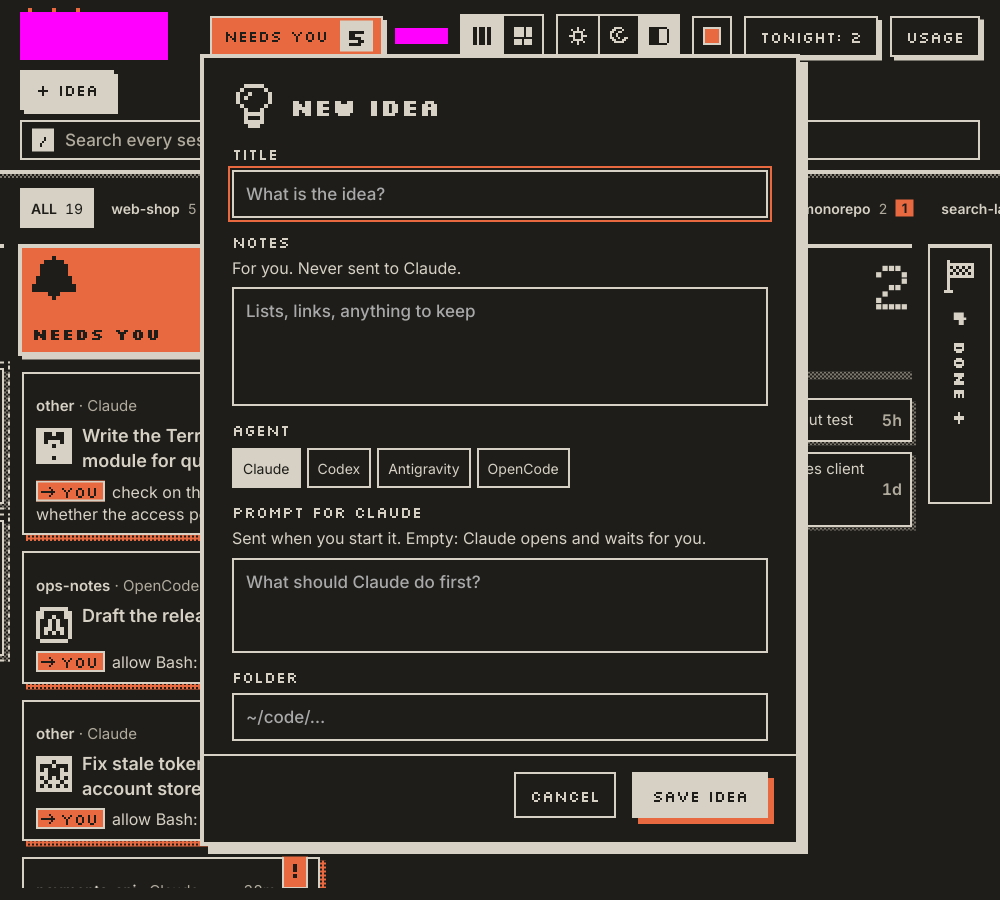 NEEDS YOU 5
TONIGHT: 2
USAGE
+ IDEA
/ Search every ses
ALL 19
web-shop 5
monorepo 2 1
search-la
NEEDS YOU
2
DONE 4
other · Claude
Write the Terr
module for qu
→ YOU check on th
whether the access p
ops-notes · OpenCode
Draft the relea
→ YOU allow Bash:
other · Claude
Fix stale token
account store
→ YOU allow Bash:
!
ut test 5h
es client
1d
NEW IDEA
TITLE
What is the idea?
NOTES
For you. Never sent to Claude.
Lists, links, anything to keep
AGENT
Claude
Codex
Antigravity
OpenCode
PROMPT FOR CLAUDE
Sent when you start it. Empty: Claude opens and waits for you.
What should Claude do first?
FOLDER
~/code/...
CANCEL
SAVE IDEA